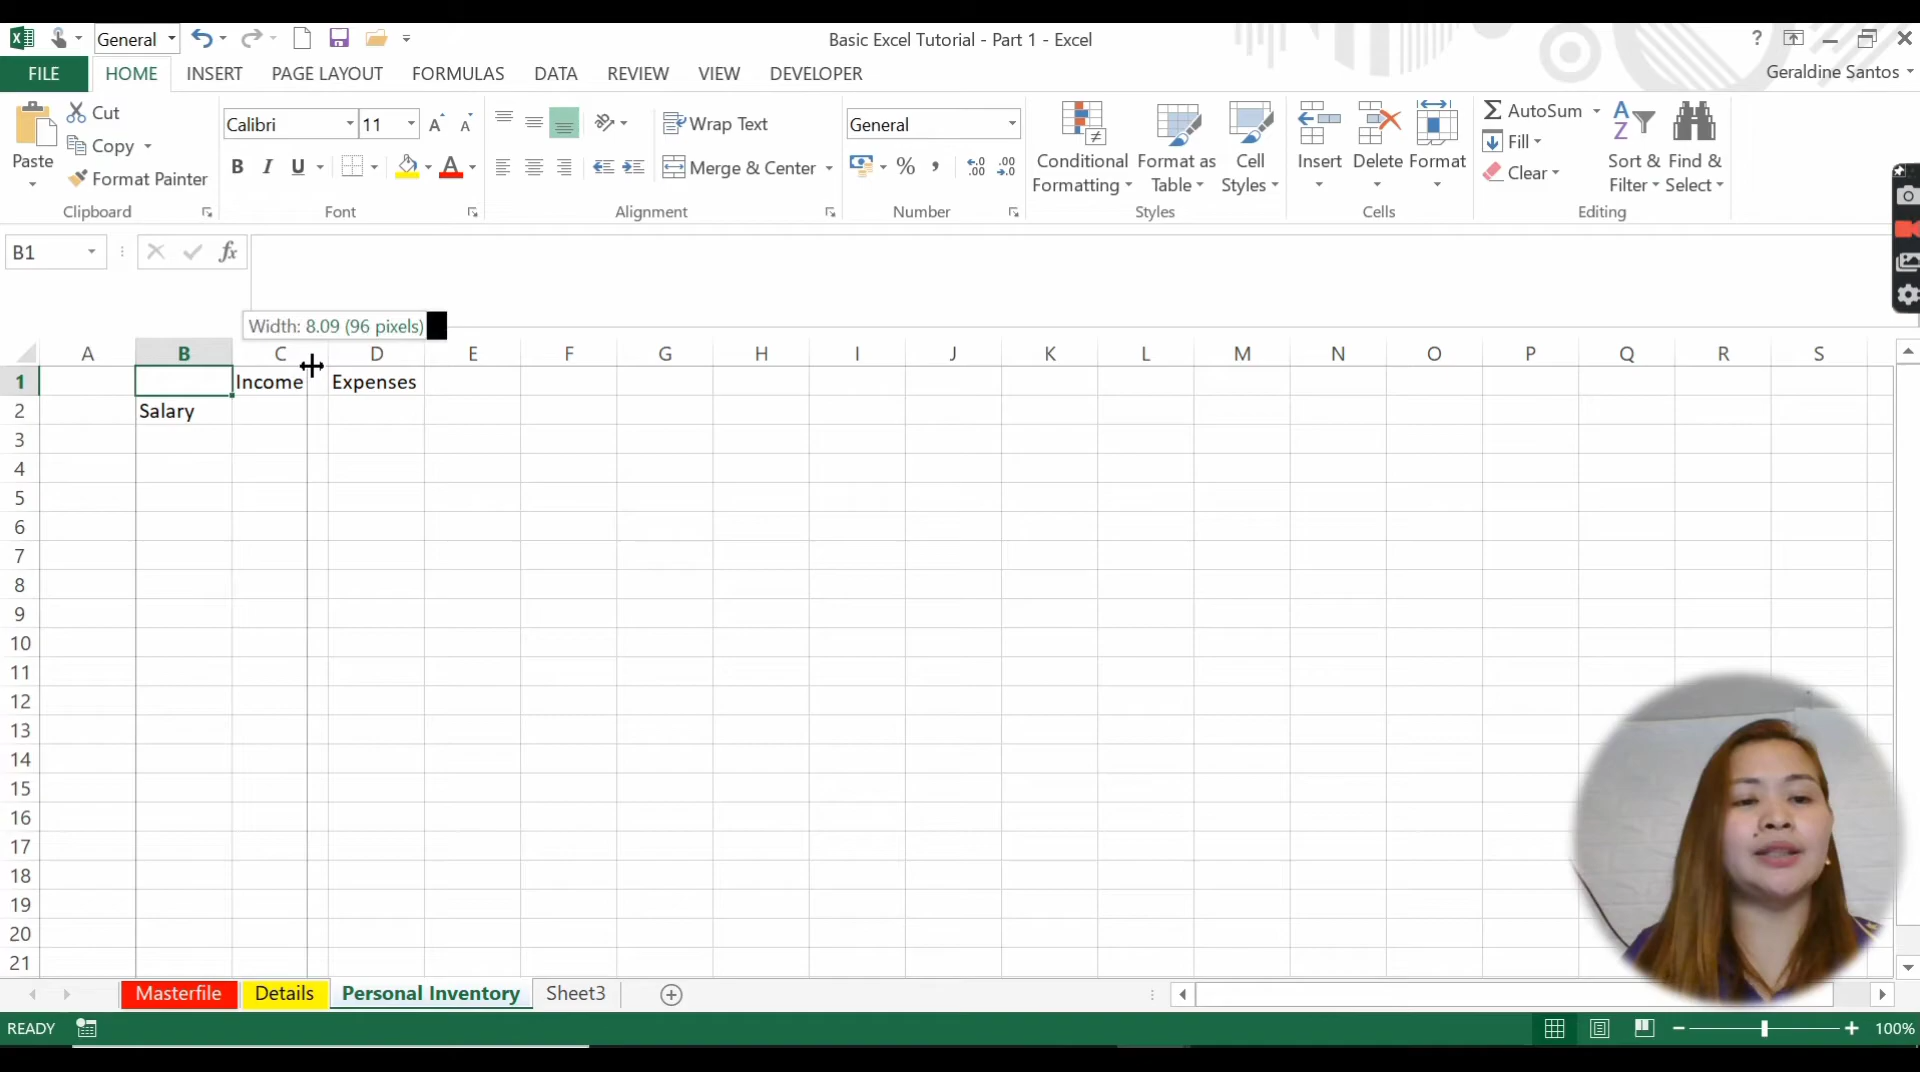 General
Basic Excel Tutorial - Part 1 - Excel
?
FILE HOME INSERT PAGE LAYOUT FORMULAS DATA REVIEW VIEW DEVELOPER
Geraldine Santos
Paste
Cut
Copy
Format Painter
Clipboard
Calibri 11
B I U
Font
Wrap Text
Merge & Center
Alignment
General
% ,
Number
Conditional
Formatting
Format as
Table
Cell
Styles
Styles
Insert
Delete
Format
Cells
AutoSum
Fill
Clear
Sort &
Filter
Find &
Select
Editing
B1
fx
Width: 8.09 (96 pixels)
A B C D E F G H I J K L M N O P Q R S
1 Income Expenses
2 Salary
3
4
5
6
7
8
9
10
11
12
13
14
15
16
17
18
19
20
21
Masterfile Details Personal Inventory Sheet3
READY
100%